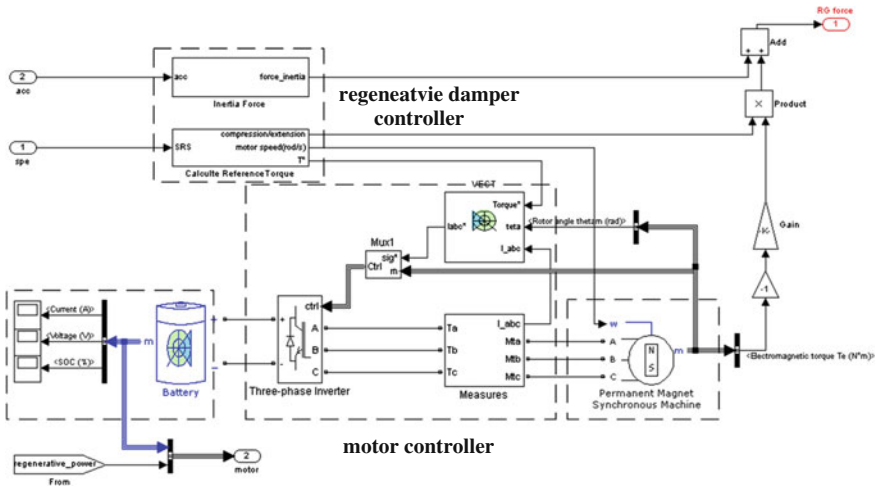 RG force
1
Add
+ +
2
acc
acc
force_inertia
Inertia Force
regeneatvie damper
controller
×
Product
1
spe
SRS
compression/extension
motor speed(rad/s)
T*
Calculte ReferenceTorque
VECT
Torque*
Iabc*
teta
I_abc
<Rotor angle thetam (rad)>
Gain
-K-
Mux1
sig*
Ctrl
m
-1
<Current (A)>
<Voltage (V)>
<SOC (%)>
m
+
-
Battery
ctrl
+
-
A
B
C
Three-phase Inverter
Ta
Tb
Tc
I_abc
Mta
Mtb
Mtc
Measures
w
A
B
C
N
S
m
Permanent Magnet
Synchronous Machine
<Electromagnetic torque Te (N*m)>
motor controller
regenerative_power
From
2
motor